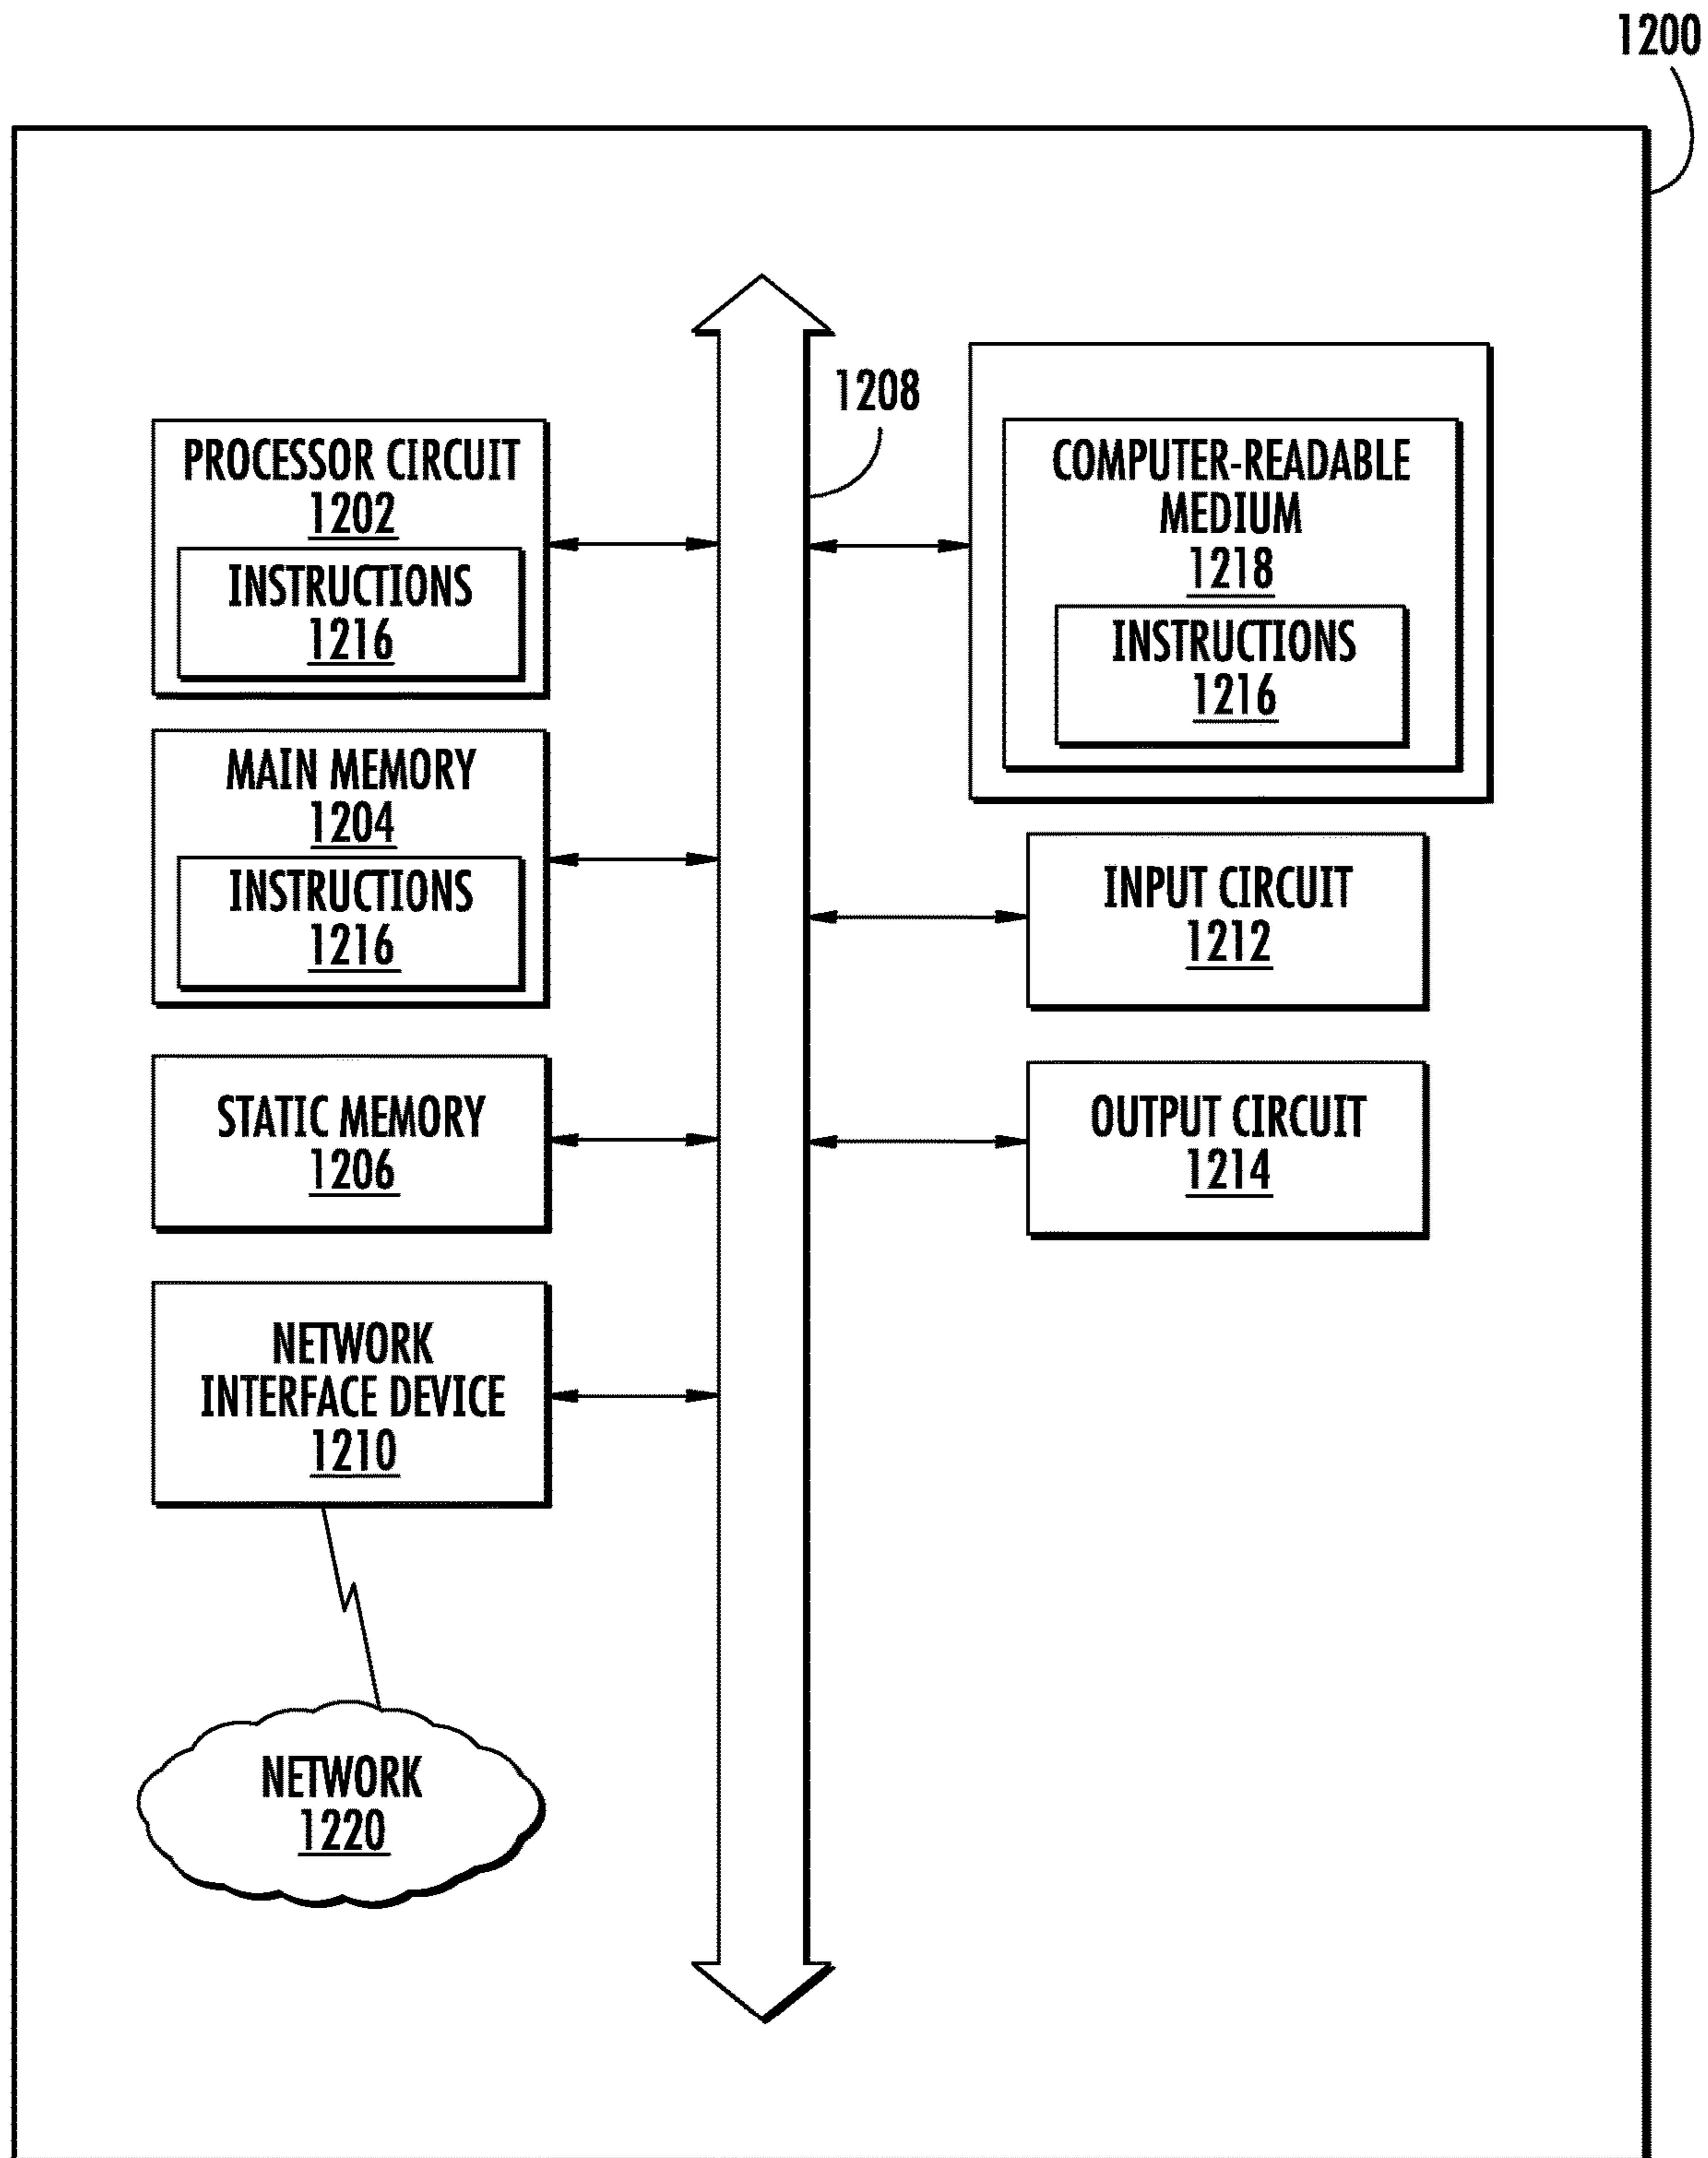 1200
1208
PROCESSOR CIRCUIT
1202
INSTRUCTIONS
1216
MAIN MEMORY
1204
INSTRUCTIONS
1216
STATIC MEMORY
1206
NETWORK
INTERFACE DEVICE
1210
NETWORK
1220
COMPUTER-READABLE
MEDIUM
1218
INSTRUCTIONS
1216
INPUT CIRCUIT
1212
OUTPUT CIRCUIT
1214